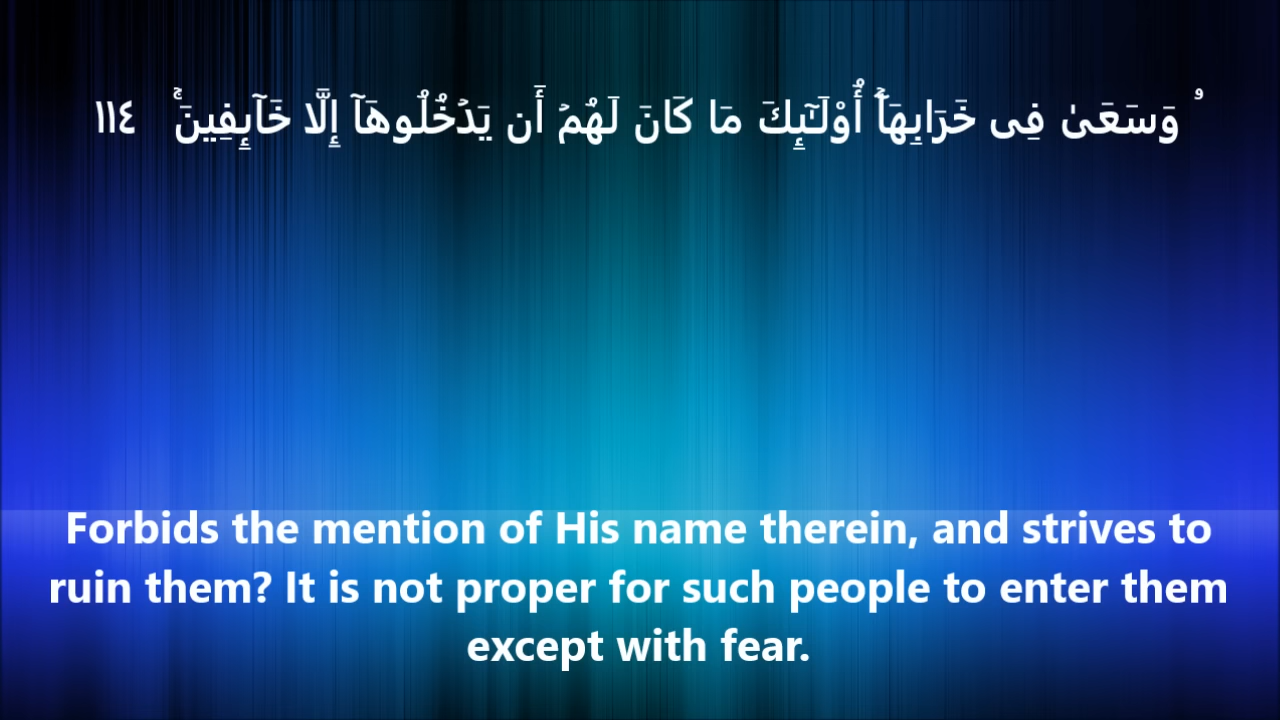 ۥ وَسَعَىٰ فِى خَرَابِهَآۚ أُوْلَـٰٓئِكَ مَا كَانَ لَهُمۡ أَن يَدۡخُلُوهَآ إِلَّا خَآئِفِينَۚ ١١٤
Forbids the mention of His name therein, and strives to
ruin them? It is not proper for such people to enter them
except with fear.